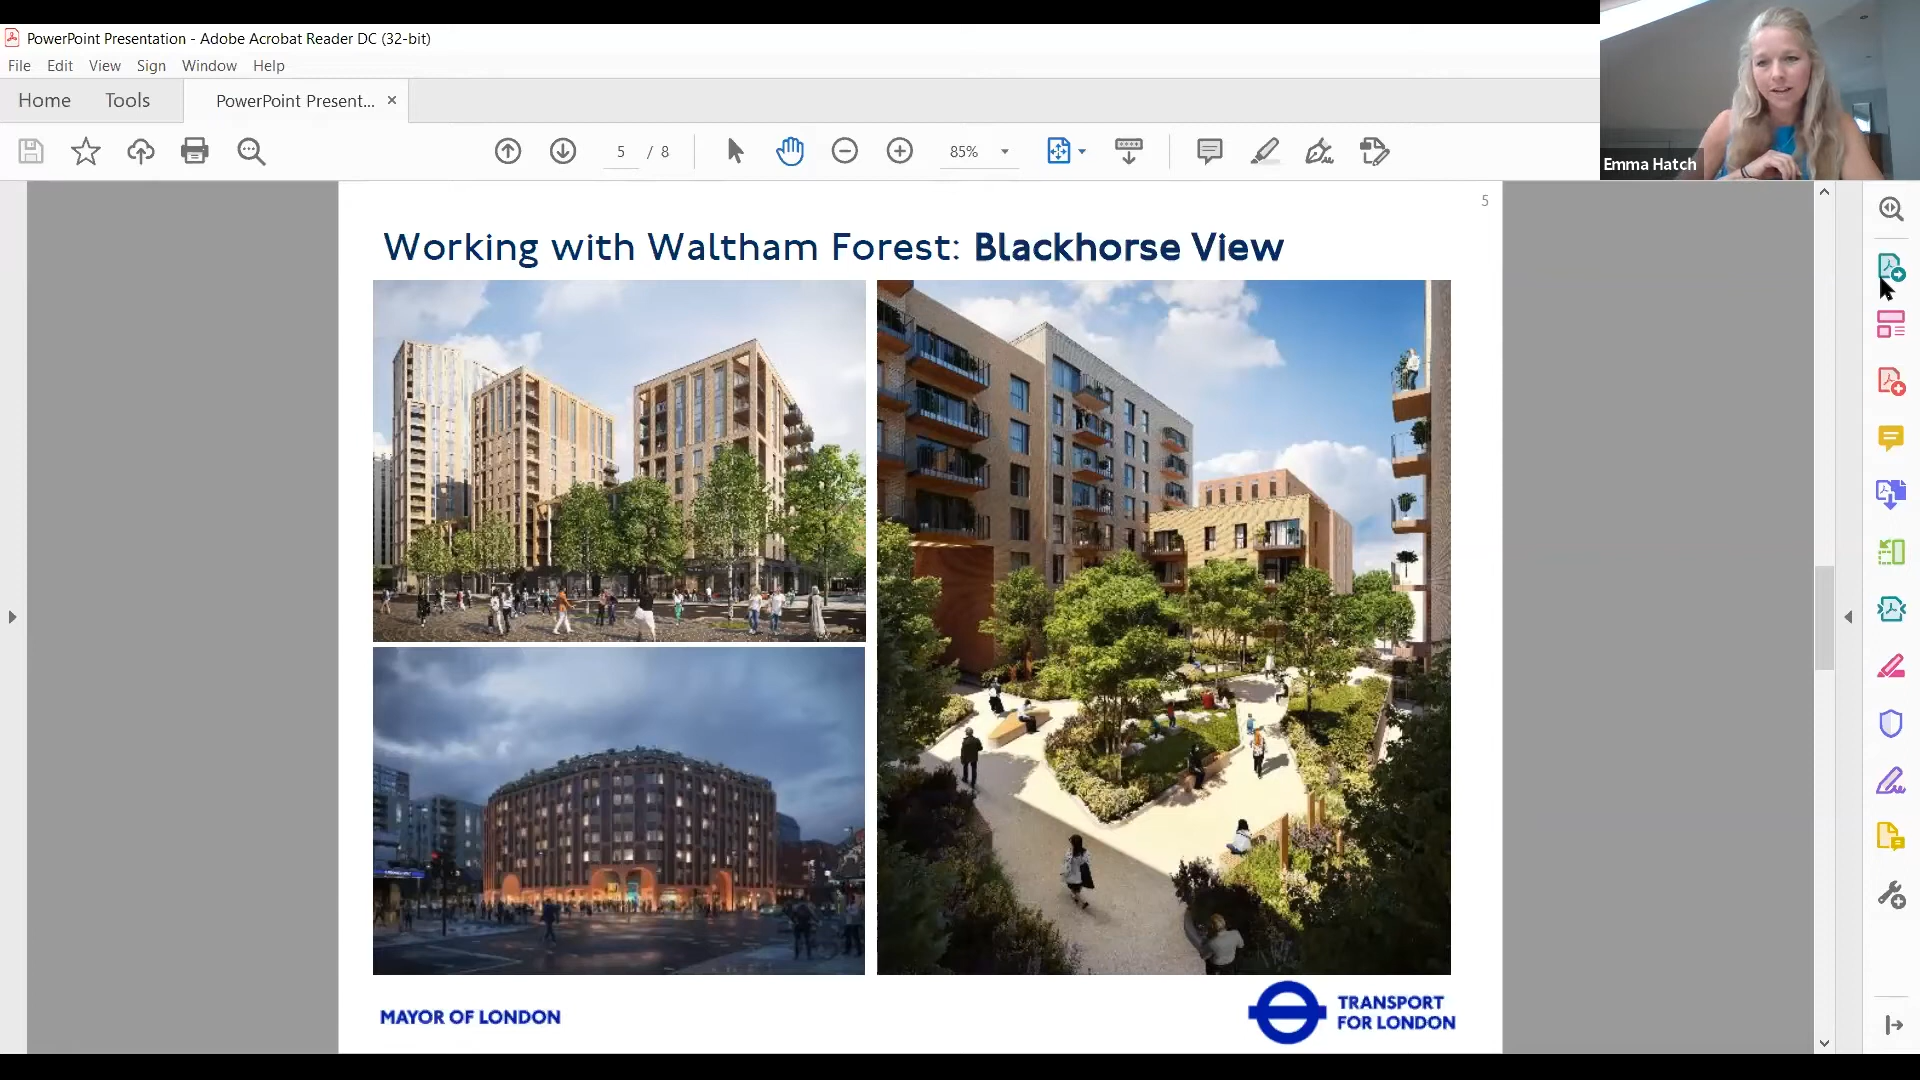 PowerPoint Presentation - Adobe Acrobat Reader DC (32-bit)
File Edit View Sign Window Help
Home Tools PowerPoint Present...
5 / 8 85%
Emma Hatch
5
Working with Waltham Forest: Blackhorse View
MAYOR OF LONDON
TRANSPORT
FOR LONDON